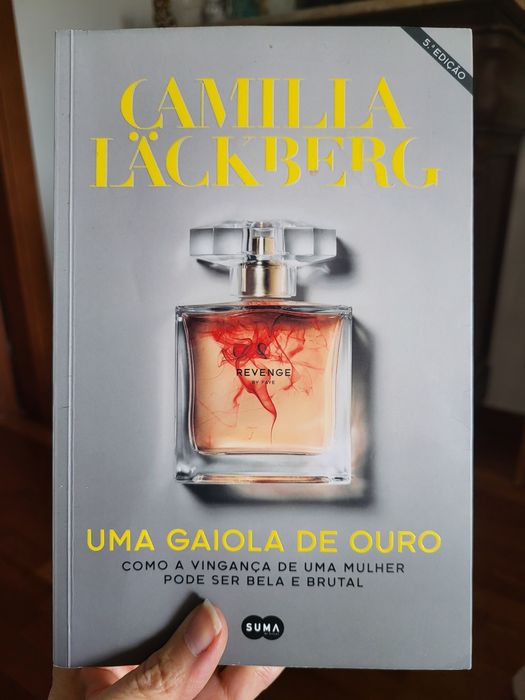 5.ª EDIÇÃO
CAMILLA
LÄCKBERG
REVENGE
BY FAYE
UMA GAIOLA DE OURO
COMO A VINGANÇA DE UMA MULHER
PODE SER BELA E BRUTAL
SUMA